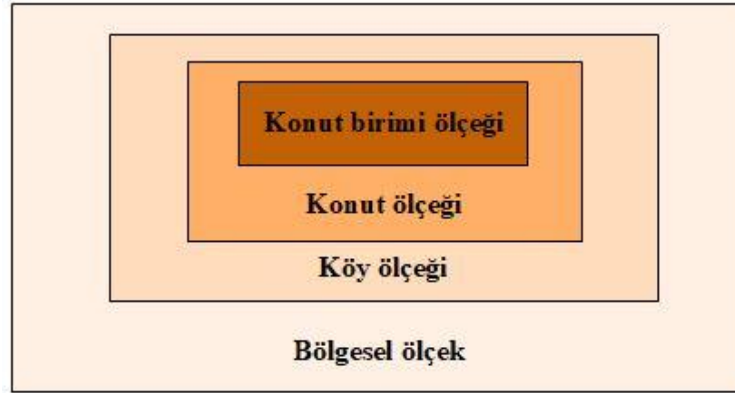 Konut birimi ölçeği
Konut ölçeği
Köy ölçeği
Bölgesel ölçek